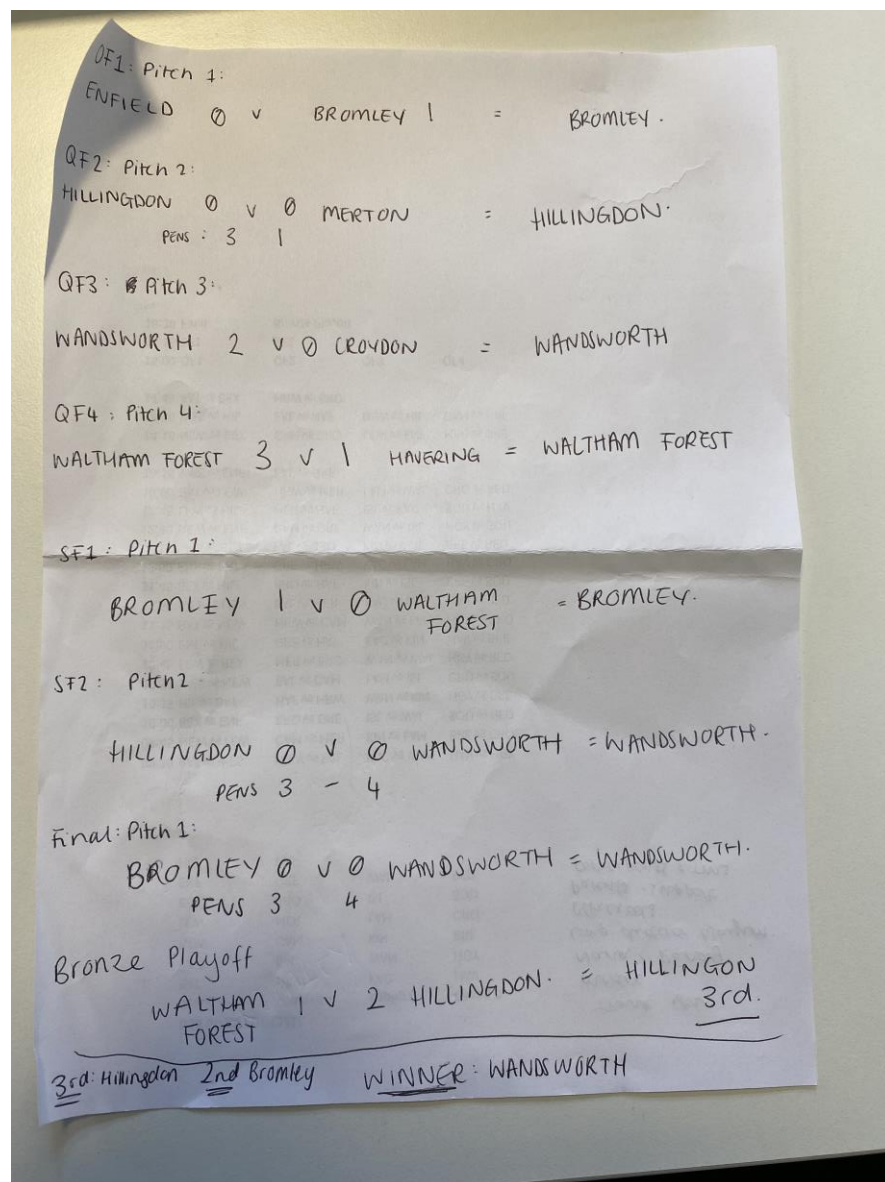 QF1: Pitch 1:
ENFIELD 0 v BROMLEY 1 = BROMLEY.
QF2: Pitch 2:
HILLINGDON 0 v 0 MERTON = HILLINGDON.
PENS: 3 1
QF3: Pitch 3:
WANDSWORTH 2 v 0 CROYDON = WANDSWORTH
QF4: Pitch 4:
WALTHAM FOREST 3 v 1 HAVERING = WALTHAM FOREST
SF1: Pitch 1:
BROMLEY 1 v 0 WALTHAM = BROMLEY.
FOREST
SF2: Pitch 2
HILLINGDON 0 v 0 WANDSWORTH = WANDSWORTH.
PENS 3 - 4
Final: Pitch 1:
BROMLEY 0 v 0 WANDSWORTH = WANDSWORTH.
PENS 3 4
Bronze Playoff
WALTHAM 1 v 2 HILLINGDON. = HILLINGON
FOREST 3rd.
3rd: Hillingdon 2nd Bromley WINNER: WANDSWORTH